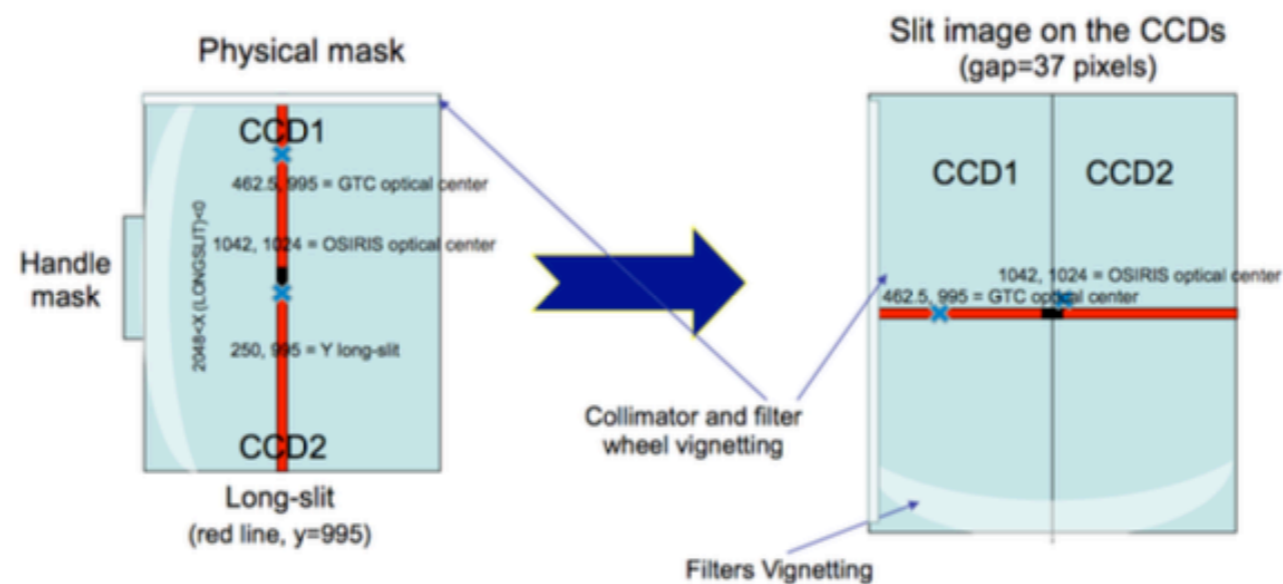 Physical mask
CCD1
462.5, 995 = GTC optical center
2048<X (LONGSLIT)<0
1042, 1024 = OSIRIS optical center
Handle
mask
250, 995 = Y long-slit
CCD2
Long-slit
(red line, y=995)
Slit image on the CCDs
(gap=37 pixels)
CCD1
CCD2
1042, 1024 = OSIRIS optical center
462.5, 995 = GTC optical center
Collimator and filter
wheel vignetting
Filters Vignetting